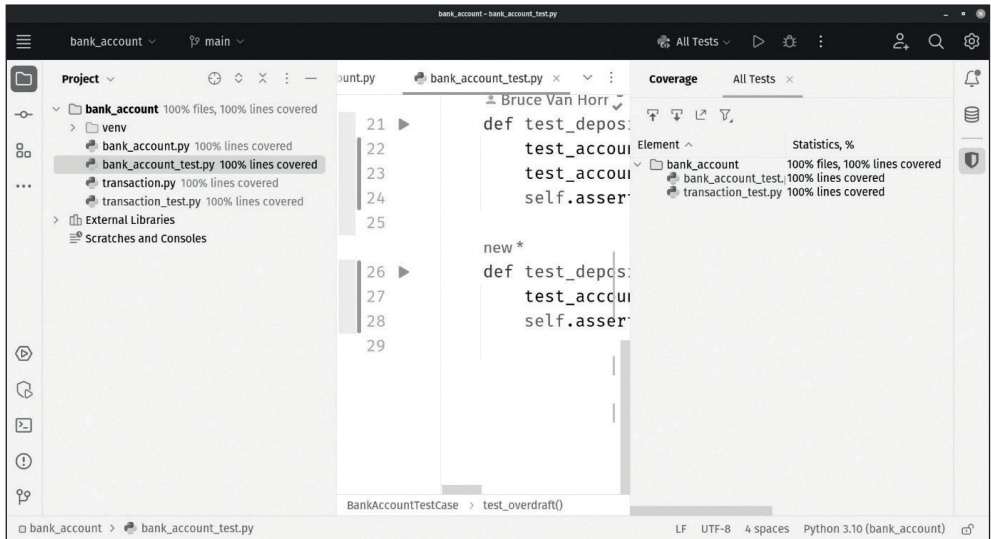 bank_account – bank_account_test.py
bank_account
main
All Tests
Project
bank_account 100% files, 100% lines covered
venv
bank_account.py 100% lines covered
bank_account_test.py 100% lines covered
transaction.py 100% lines covered
transaction_test.py 100% lines covered
External Libraries
Scratches and Consoles
ount.py
bank_account_test.py
Bruce Van Horr
21 def test_depos
22 test_accou
23 test_accou
24 self.asser
25
new *
26 def test_depos
27 test_accou
28 self.asser
29
BankAccountTestCase > test_overdraft()
Coverage All Tests
Element Statistics, %
bank_account 100% files, 100% lines covered
bank_account_test. 100% lines covered
transaction_test.py 100% lines covered
bank_account > bank_account_test.py
LF UTF-8 4 spaces Python 3.10 (bank_account)